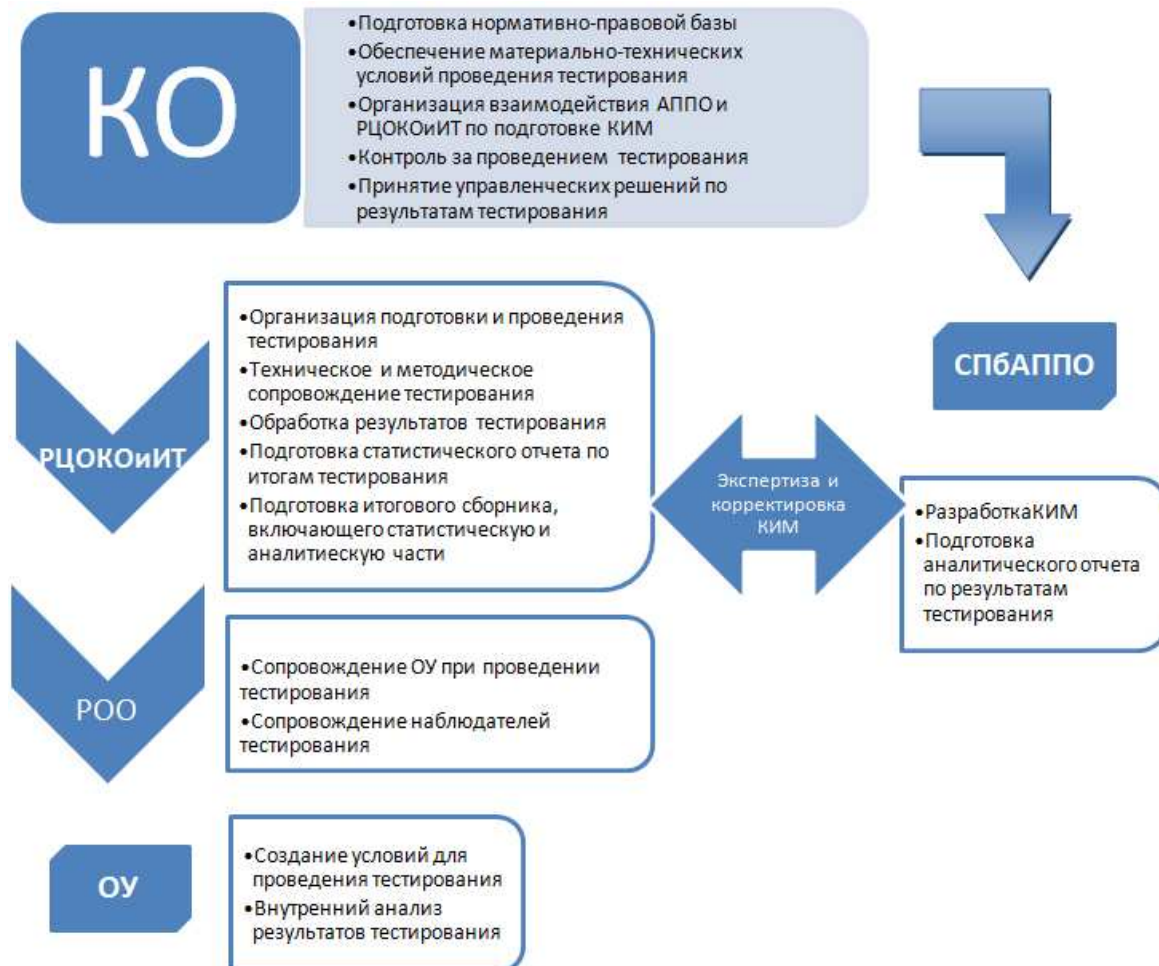 КО
•Подготовка нормативно-правовой базы
•Обеспечение материально-технических
условий проведения тестирования
•Организация взаимодействия АППО и
РЦОКОиИТ по подготовке КИМ
•Контроль за проведением тестирования
•Принятие управленческих решений по
результатам тестирования
СПбАППО
РЦОКОиИТ
•Организация подготовки и проведения
тестирования
•Техническое и методическое
сопровождение тестирования
•Обработка результатов тестирования
•Подготовка статистического отчета по
итогам тестирования
•Подготовка итогового сборника,
включающего статистическую и
аналитиескую части
Экспертиза и
корректировка
КИМ
•РазработкаКИМ
•Подготовка
аналитического отчета
по результатам
тестирования
РОО
•Сопровождение ОУ при проведении
тестирования
•Сопровождение наблюдателей
тестирования
ОУ
•Создание условий для
проведения тестирования
•Внутренний анализ
результатов тестирования